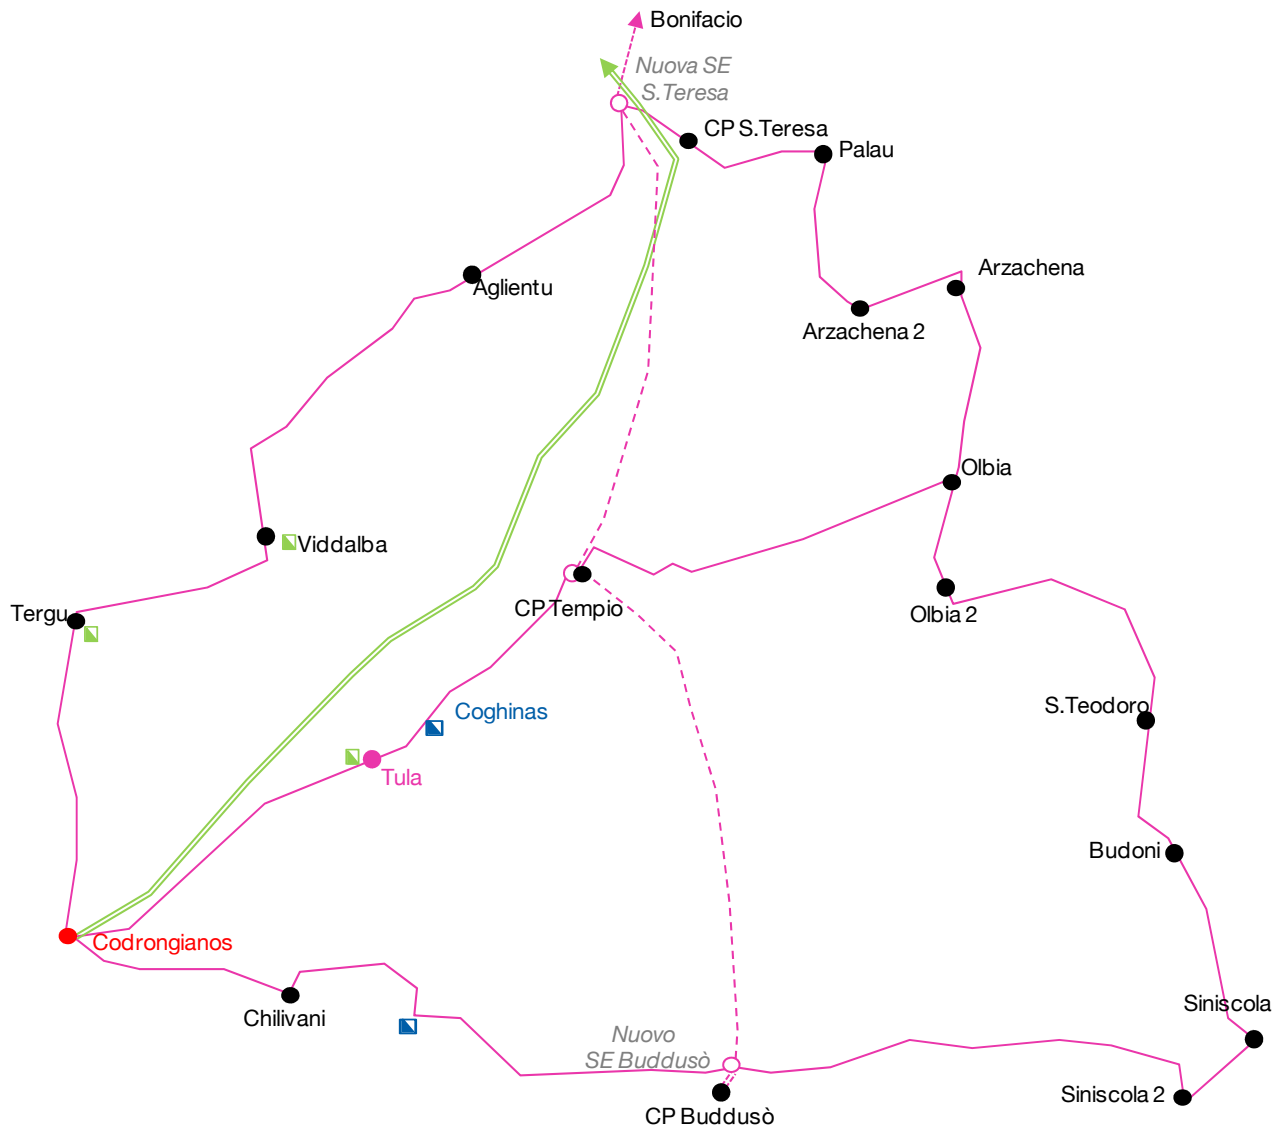 Bonifacio
Nuova SE
S.Teresa
CP S.Teresa
Palau
Arzachena
Aglientu
Arzachena 2
Olbia
Viddalba
CP Tempio
Olbia 2
Tergu
S.Teodoro
Coghinas
Tula
Budoni
Codrongianos
Siniscola
Chilivani
Nuovo
SE Buddusò
Siniscola 2
CP Buddusò